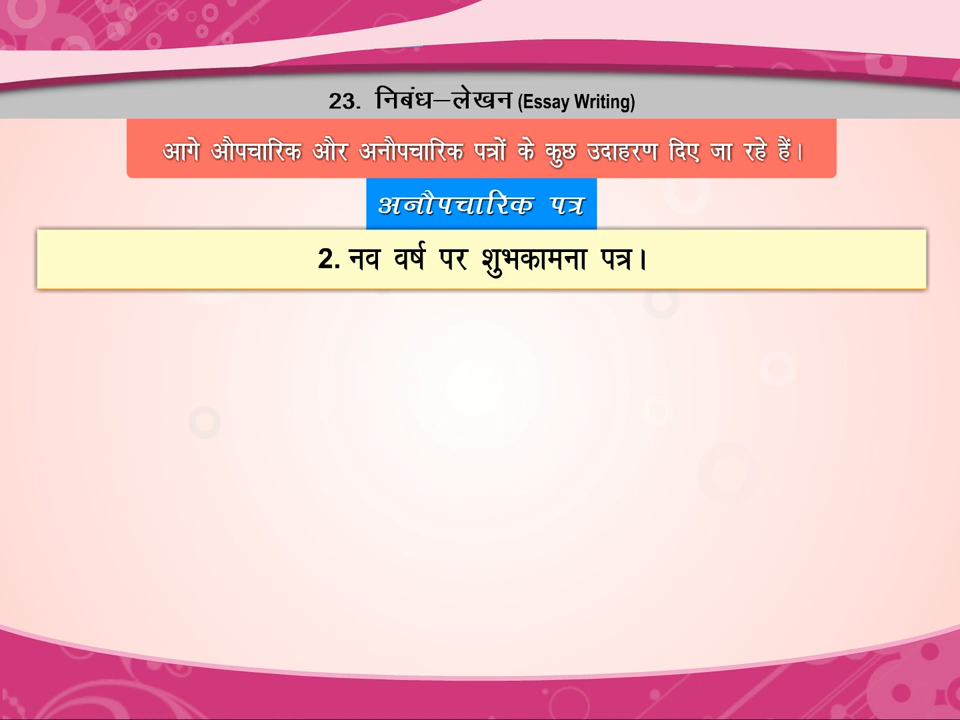 23. निबंध–लेखन (Essay Writing)
आगे औपचारिक और अनौपचारिक पत्रों के कुछ उदाहरण दिए जा रहे हैं।
अनौपचारिक पत्र
2. नव वर्ष पर शुभकामना पत्र।